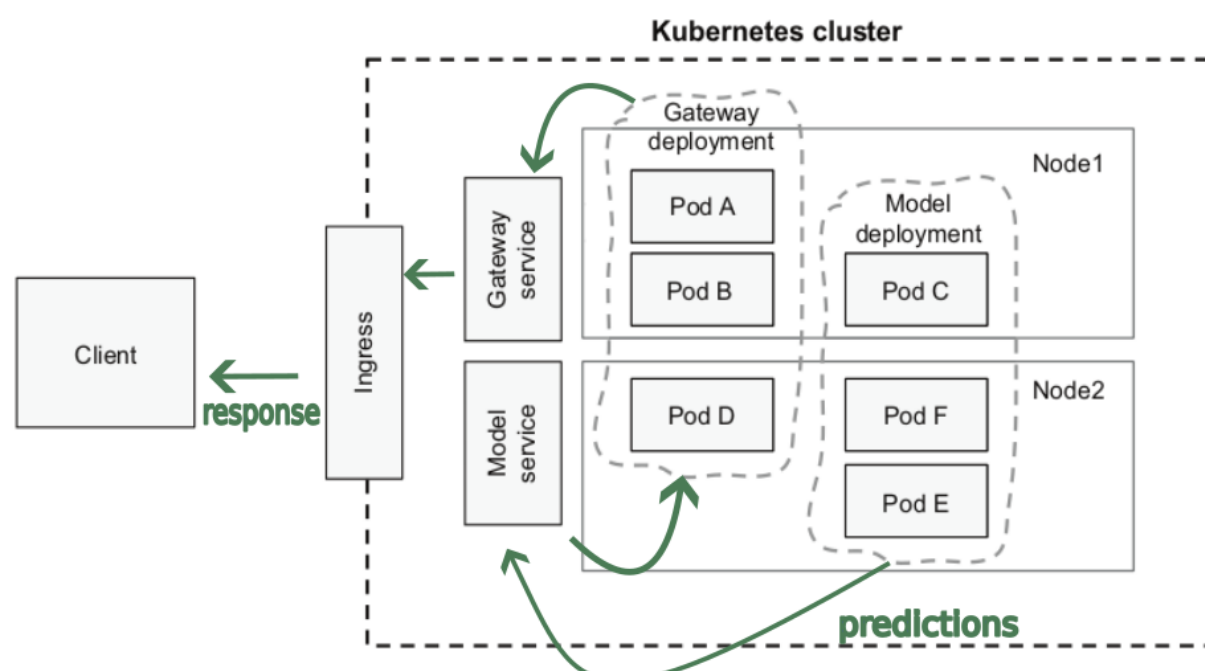 Kubernetes cluster
Gateway
deployment
Node1
Pod A
Model
deployment
Gateway
service
Pod B
Pod C
Client
Ingress
response
Model
service
Node2
Pod D
Pod F
Pod E
predictions